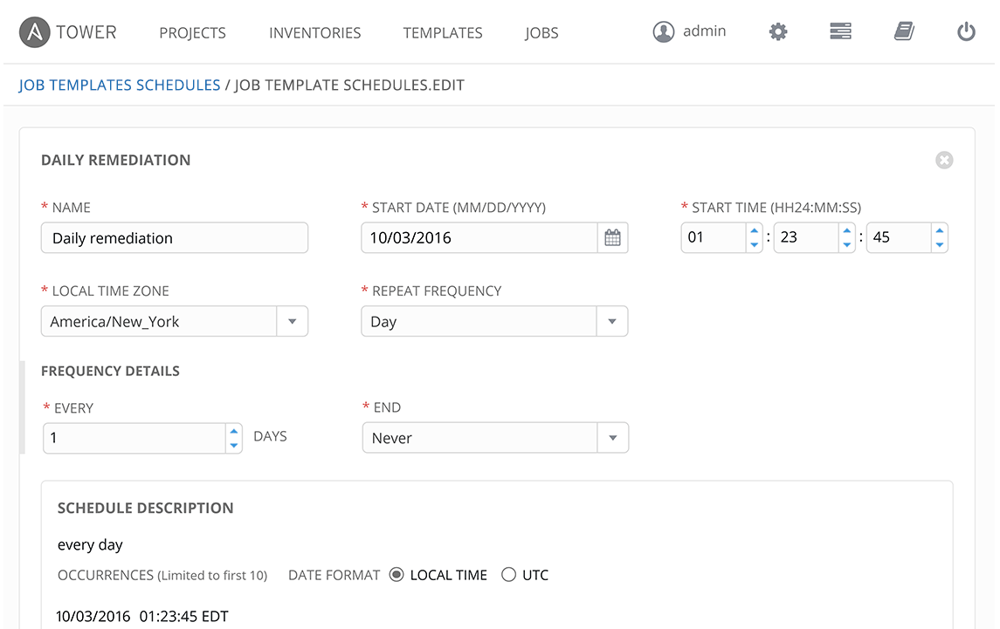 TOWER PROJECTS INVENTORIES TEMPLATES JOBS admin
JOB TEMPLATES SCHEDULES / JOB TEMPLATE SCHEDULES.EDIT
DAILY REMEDIATION
* NAME * START DATE (MM/DD/YYYY) * START TIME (HH24:MM:SS)
Daily remediation 10/03/2016 01 : 23 : 45
* LOCAL TIME ZONE * REPEAT FREQUENCY
America/New_York Day
FREQUENCY DETAILS
* EVERY * END
1 DAYS Never
SCHEDULE DESCRIPTION
every day
OCCURRENCES (Limited to first 10) DATE FORMAT LOCAL TIME UTC
10/03/2016 01:23:45 EDT